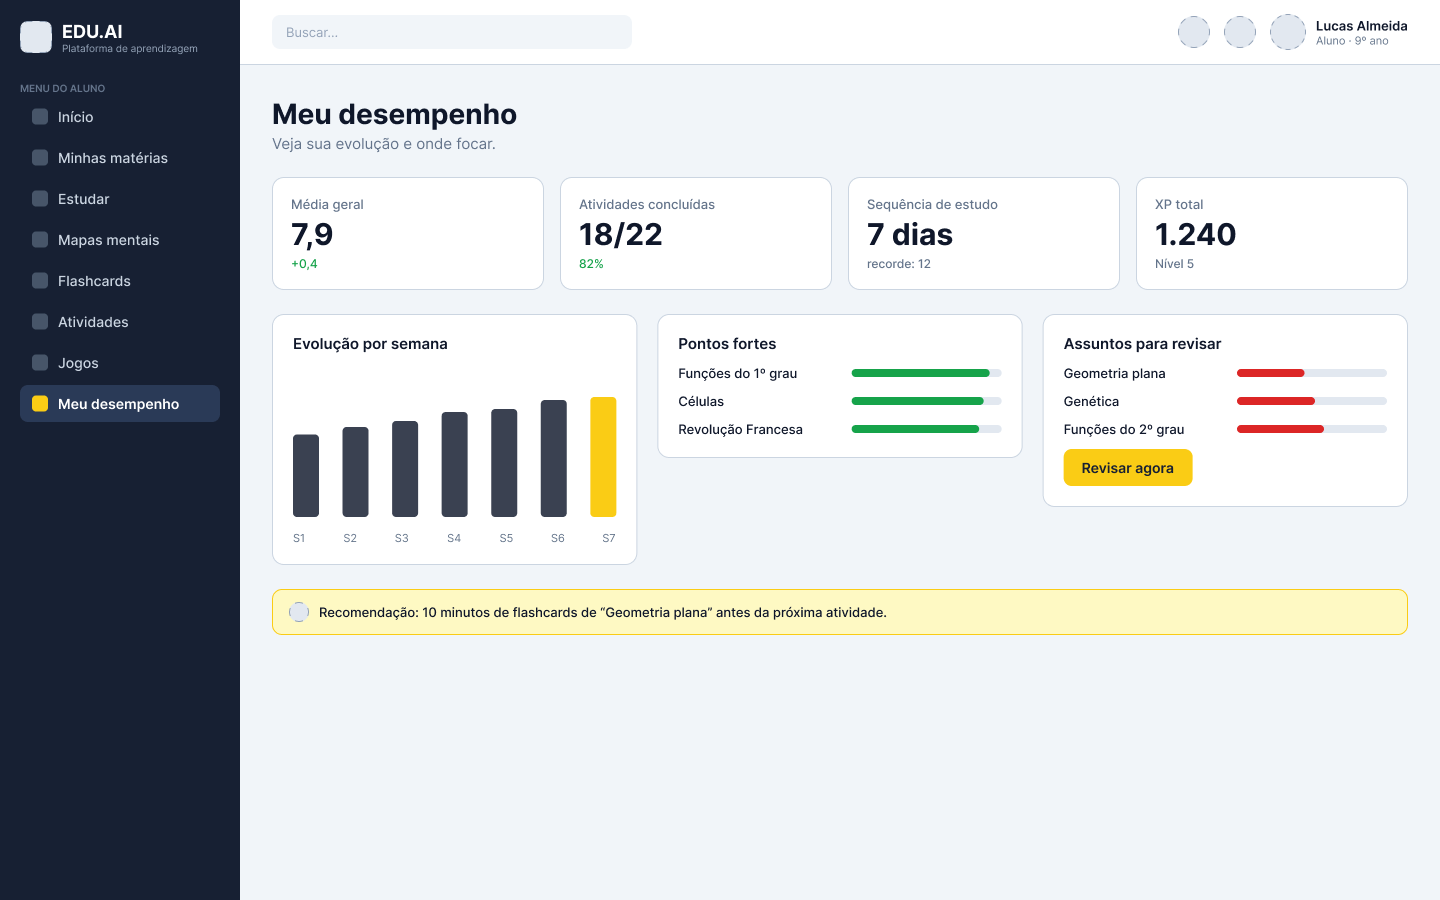 EDU.AI
Plataforma de aprendizagem
MENU DO ALUNO
Início
Minhas matérias
Estudar
Mapas mentais
Flashcards
Atividades
Jogos
Meu desempenho
Buscar...
Lucas Almeida
Aluno · 9º ano
Meu desempenho
Veja sua evolução e onde focar.
Média geral
7,9
+0,4
Atividades concluídas
18/22
82%
Sequência de estudo
7 dias
recorde: 12
XP total
1.240
Nível 5
Evolução por semana
S1 S2 S3 S4 S5 S6 S7
Pontos fortes
Funções do 1º grau
Células
Revolução Francesa
Assuntos para revisar
Geometria plana
Genética
Funções do 2º grau
Revisar agora
Recomendação: 10 minutos de flashcards de “Geometria plana” antes da próxima atividade.